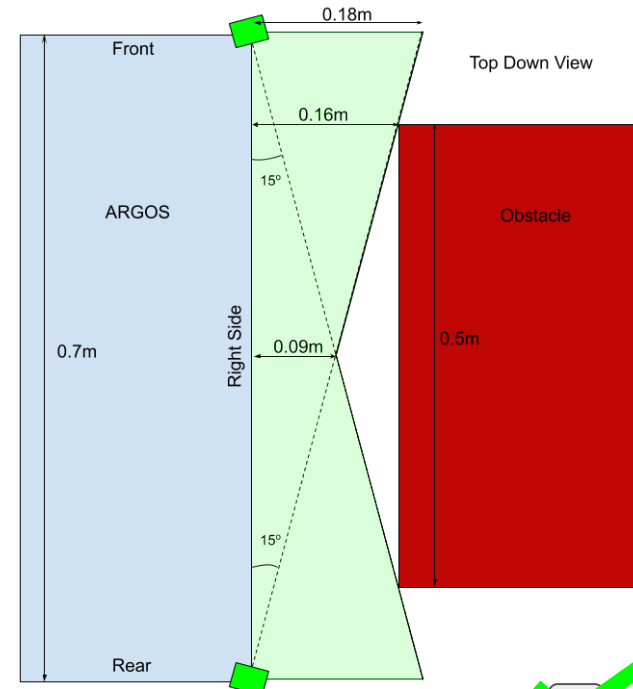 0.18m
Front
Top Down View
0.16m
15º
ARGOS
Obstacle
Right Side
0.7m
0.09m
0.5m
15º
Rear